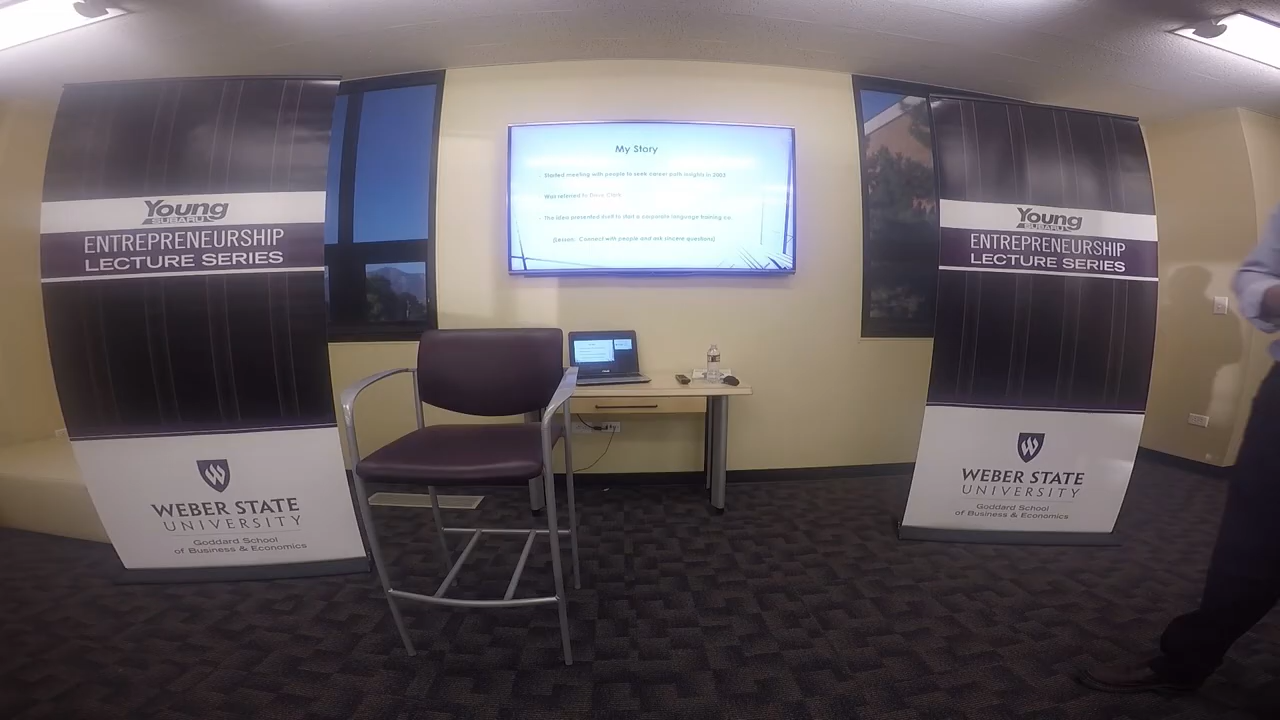 Young
SUBARU
ENTREPRENEURSHIP
LECTURE SERIES
WEBER STATE
UNIVERSITY
Goddard School
of Business & Economics
My Story
Started meeting with people to seek career path insights in 2003
Was referred to Dave Clark
The idea presented itself to start a corporate language training co.
(Lesson: Connect with people and ask sincere questions)
Young
SUBARU
ENTREPRENEURSHIP
LECTURE SERIES
WEBER STATE
UNIVERSITY
Goddard School
of Business & Economics